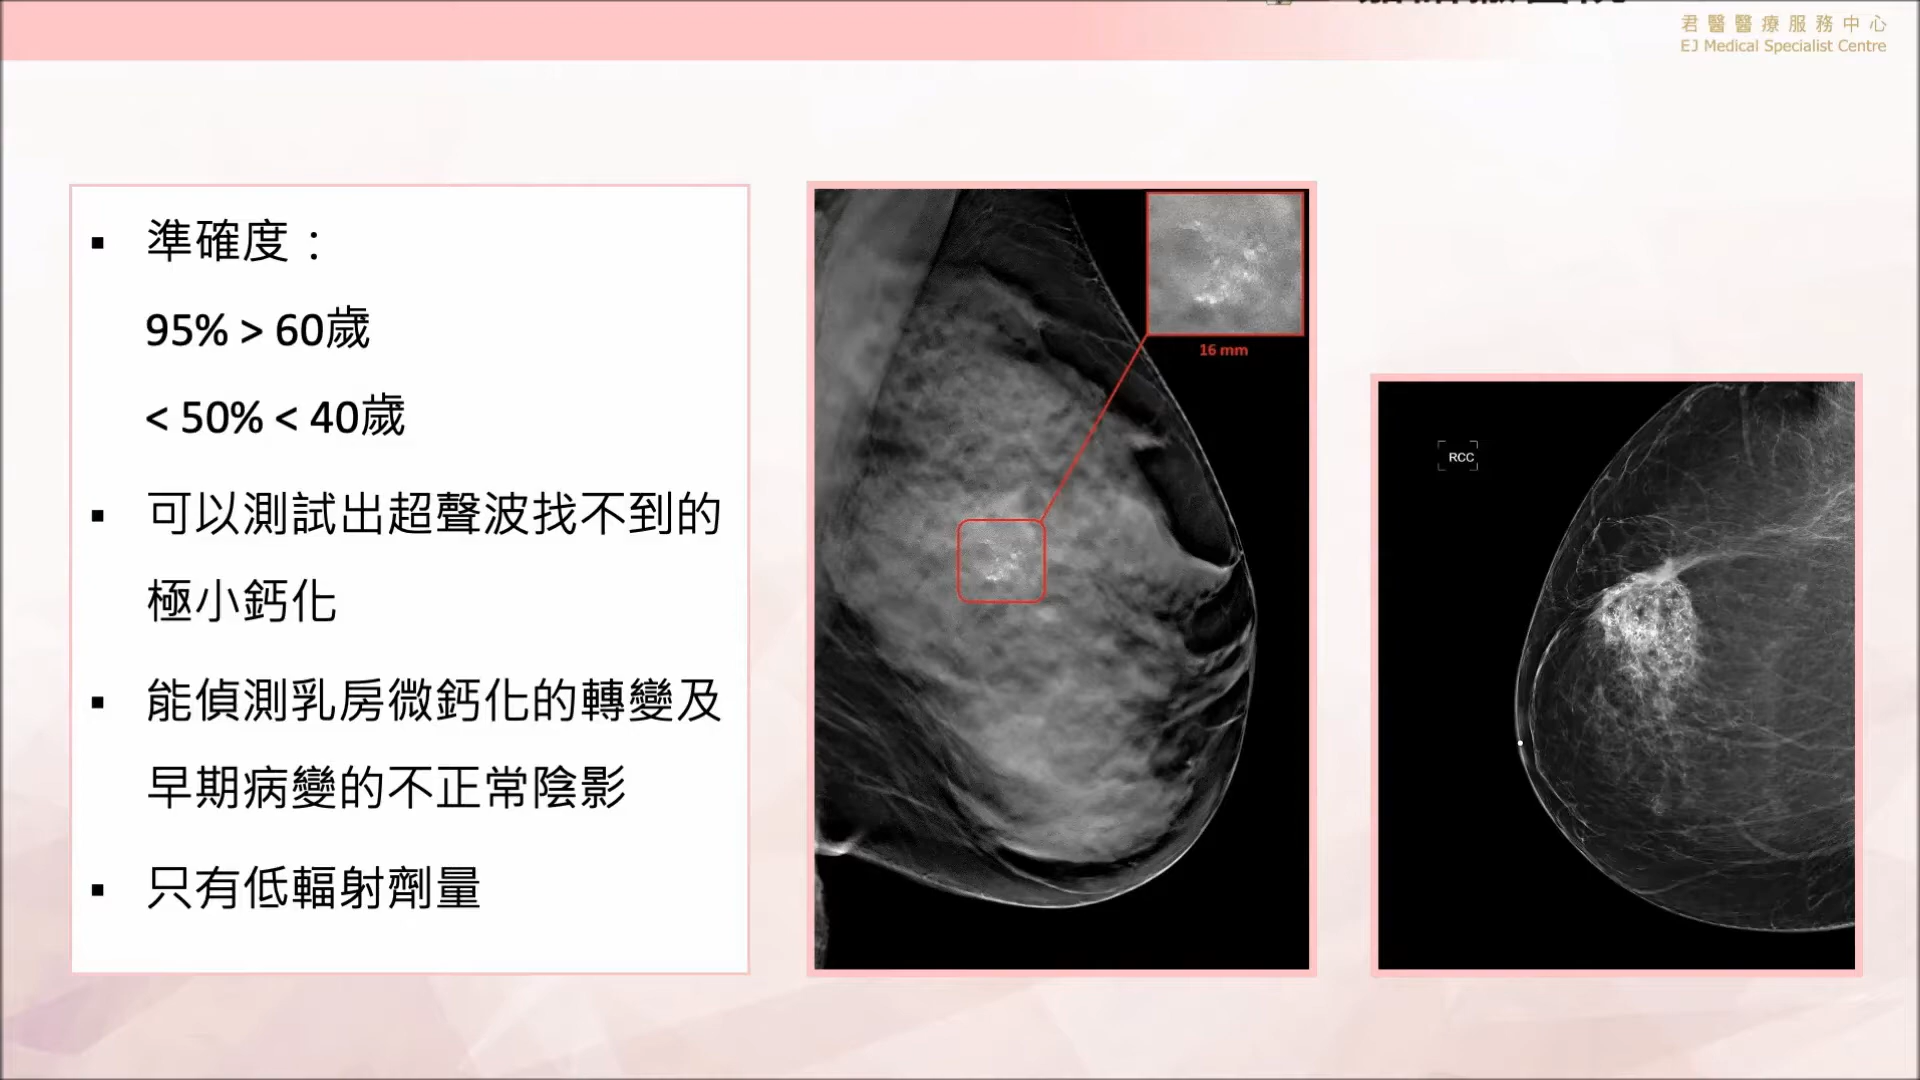 君醫醫療服務中心
EJ Medical Specialist Centre
▪ 準確度：
95% > 60歲
< 50% < 40歲
▪ 可以測試出超聲波找不到的
極小鈣化
▪ 能偵測乳房微鈣化的轉變及
早期病變的不正常陰影
▪ 只有低輻射劑量
16 mm
RCC